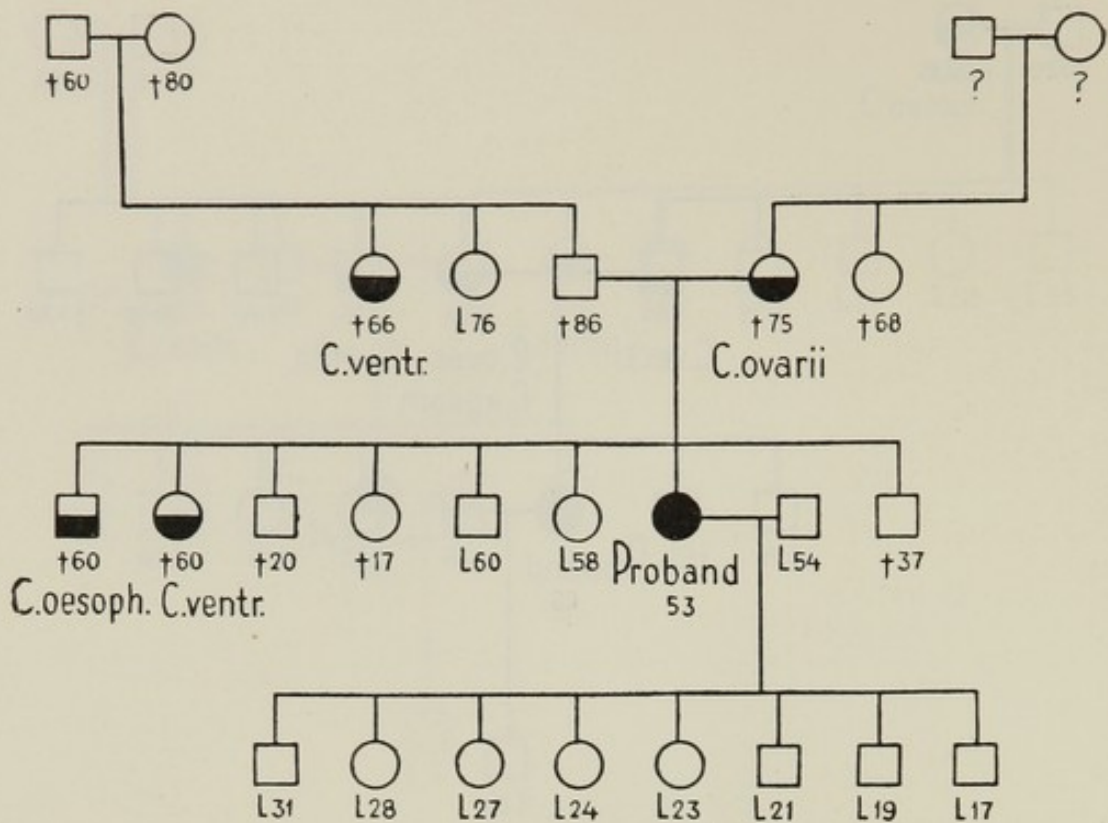 †60 †80 ? ?
†66 L76 †86 †75 †68
C.ventr. C.ovarii
†60 †60 †20 †17 L60 L58 Proband L54 †37
C.oesoph. C.ventr. 53
L31 L28 L27 L24 L23 L21 L19 L17